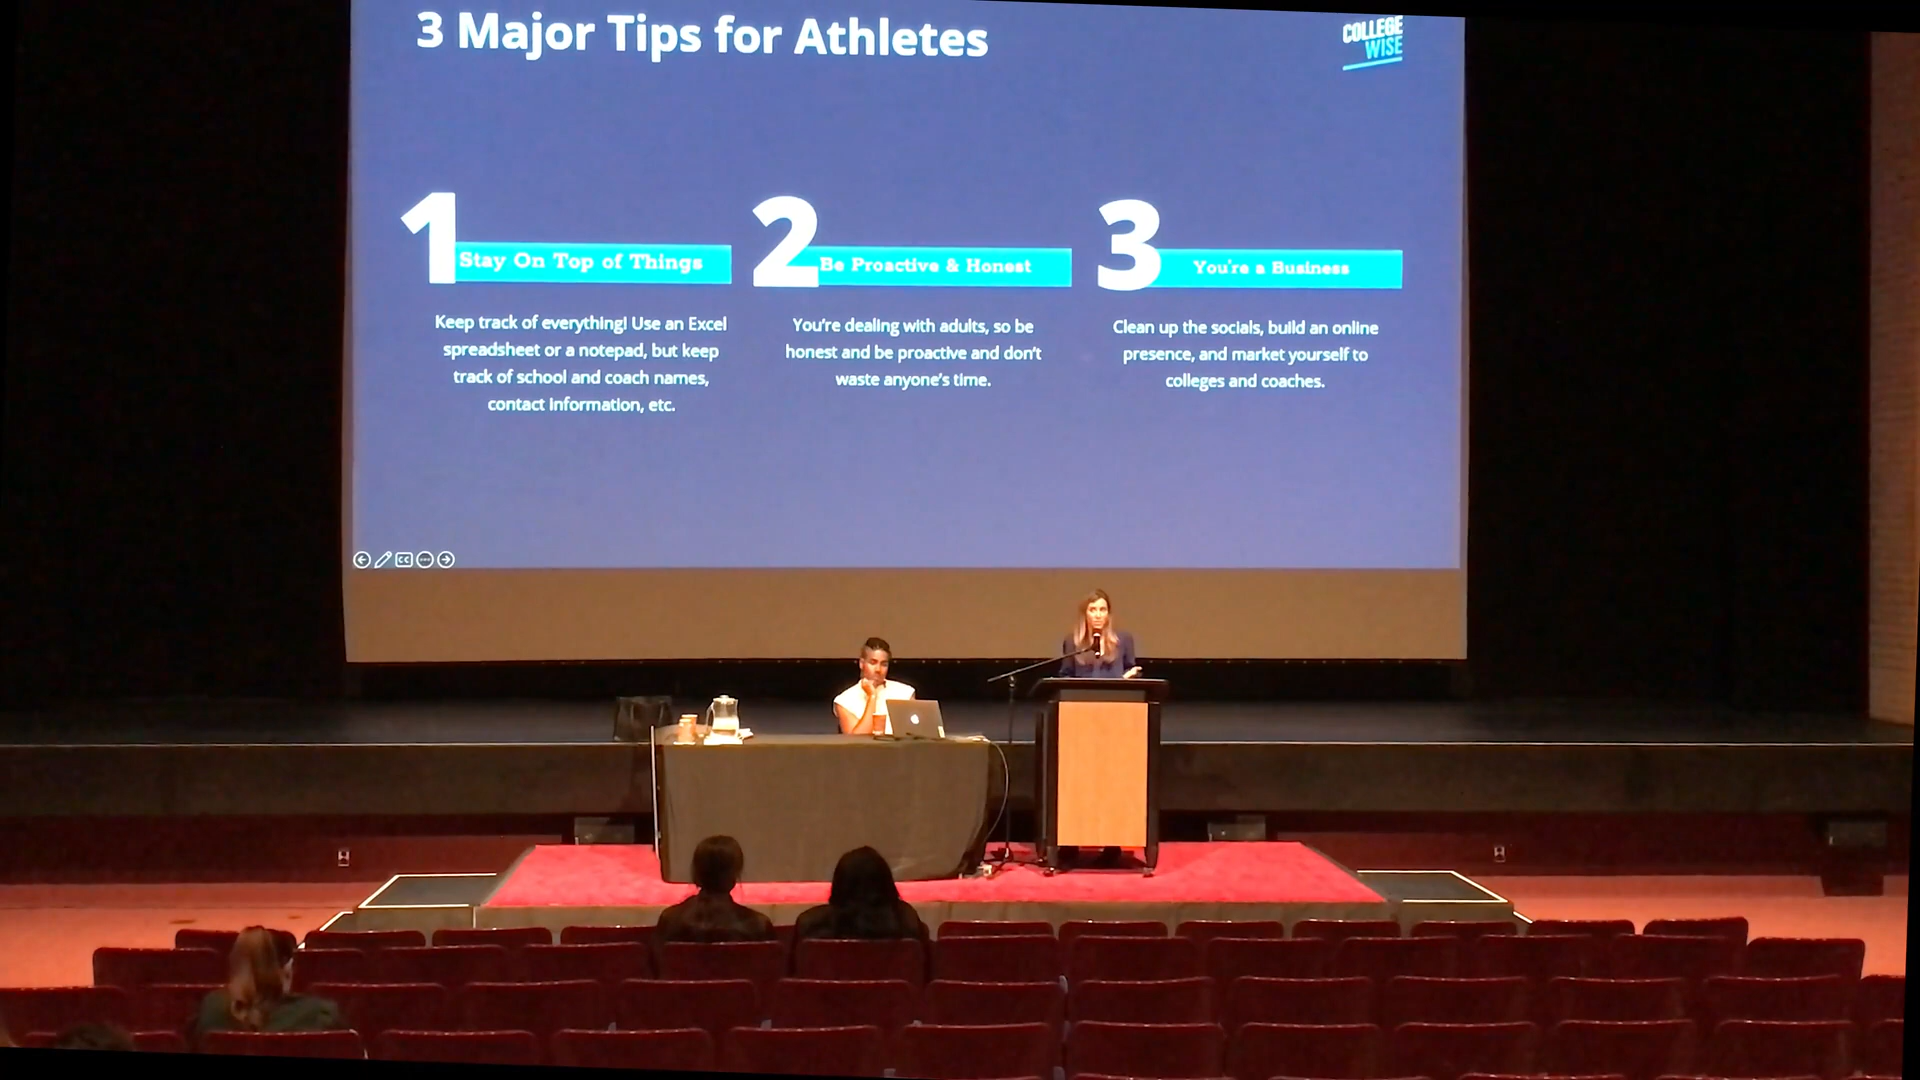 3 Major Tips for Athletes
COLLEGE
WISE
1
Stay On Top of Things
Keep track of everything! Use an Excel
spreadsheet or a notepad, but keep
track of school and coach names,
contact information, etc.
2
Be Proactive & Honest
You're dealing with adults, so be
honest and be proactive and don't
waste anyone's time.
3
You're a Business
Clean up the socials, build an online
presence, and market yourself to
colleges and coaches.
CC